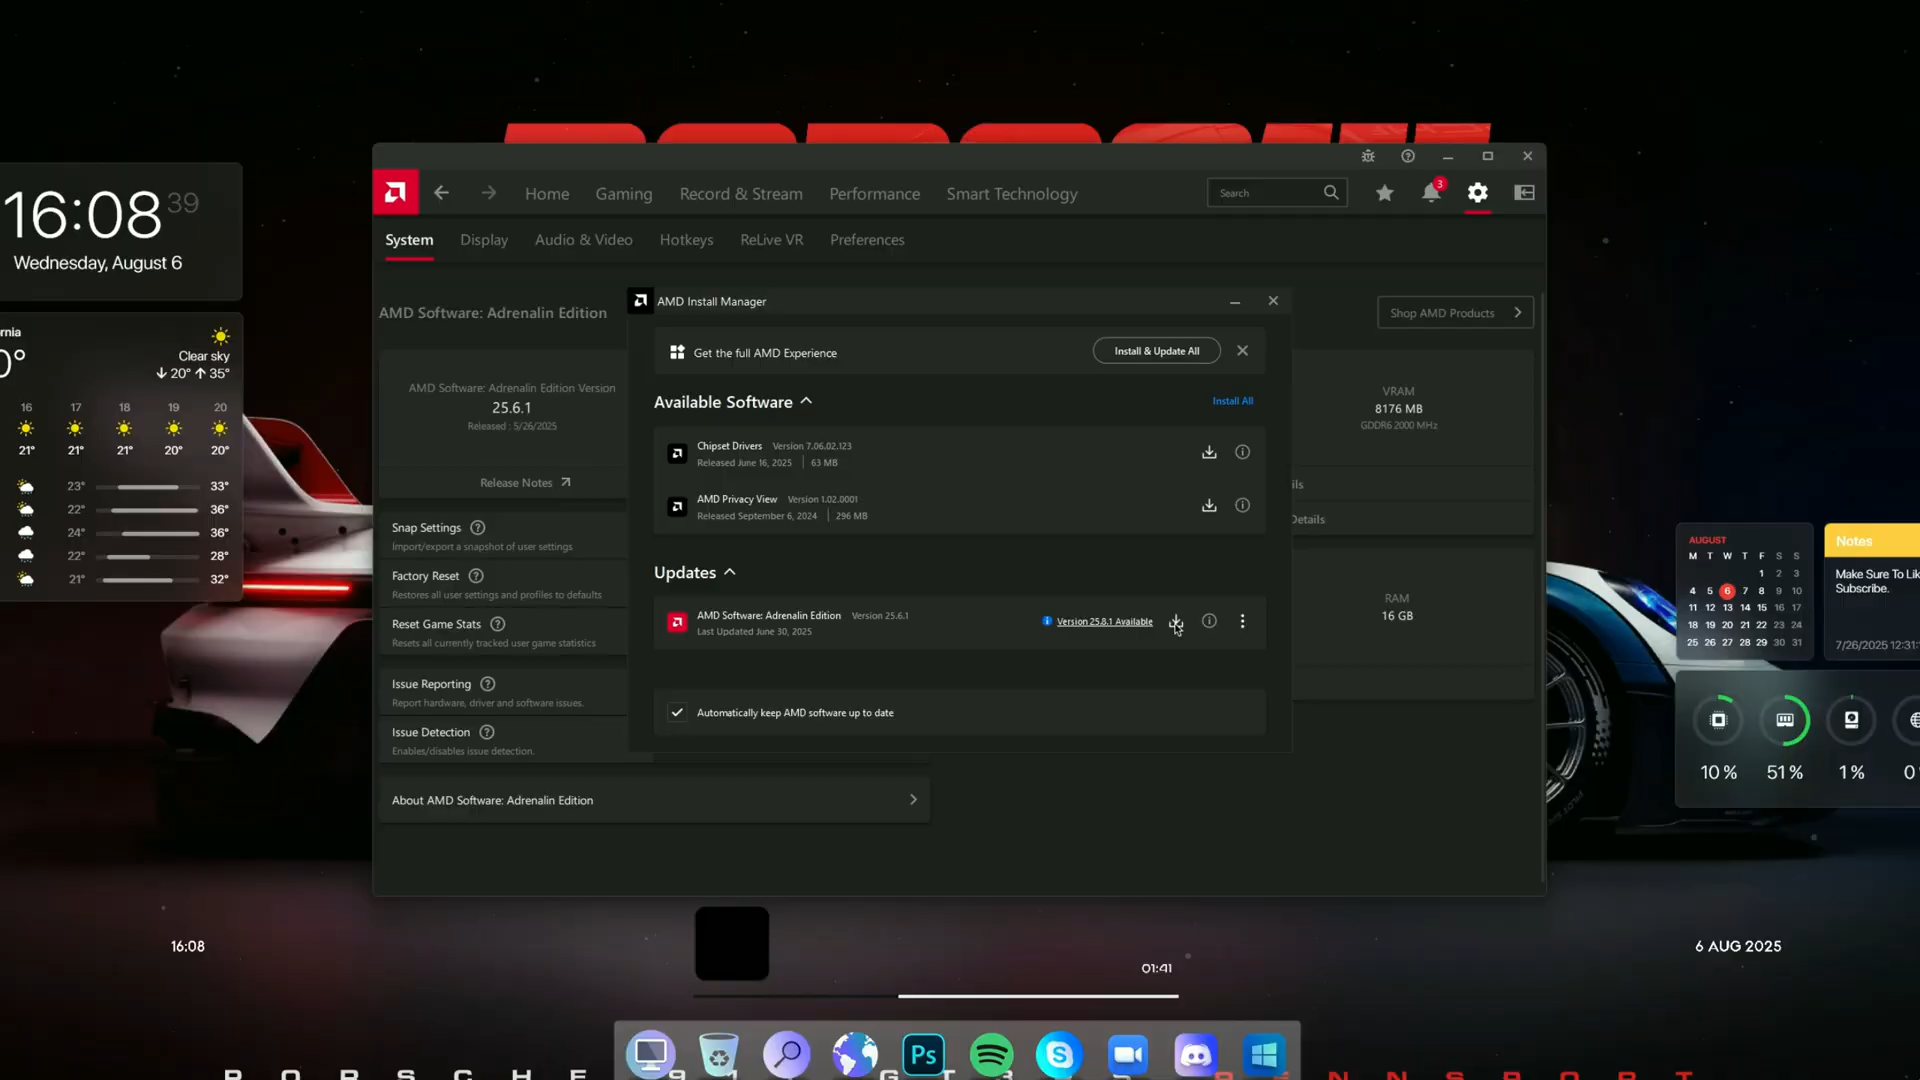 16:08 39
Wednesday, August 6
rnia
0°
Clear sky
↓ 20° ↑ 35°
16 17 18 19 20
21° 21° 21° 20° 20°
23° 33°
22° 36°
24° 36°
22° 28°
21° 32°
Home Gaming Record & Stream Performance Smart Technology
Search
3
System Display Audio & Video Hotkeys ReLive VR Preferences
AMD Software: Adrenalin Edition
Shop AMD Products
AMD Software: Adrenalin Edition Version
25.6.1
Released : 5/26/2025
Release Notes
Snap Settings
Import/export a snapshot of user settings
Factory Reset
Restores all user settings and profiles to defaults
Reset Game Stats
Resets all currently tracked user game statistics
Issue Reporting
Report hardware, driver and software issues.
Issue Detection
Enables/disables issue detection.
About AMD Software: Adrenalin Edition
AMD Install Manager
Get the full AMD Experience
Install & Update All
Available Software
Install All
Chipset Drivers Version 7.06.02.123
Released June 16, 2025 | 63 MB
AMD Privacy View Version 1.02.0001
Released September 6, 2024 | 296 MB
Updates
AMD Software: Adrenalin Edition Version 25.6.1
Last Updated June 30, 2025
Version 25.8.1 Available
Automatically keep AMD software up to date
VRAM
8176 MB
GDDR6 2000 MHz
ils
Details
RAM
16 GB
AUGUST
M T W T F S S
1 2 3
4 5 6 7 8 9 10
11 12 13 14 15 16 17
18 19 20 21 22 23 24
25 26 27 28 29 30 31
Notes
Make Sure To Lik
Subscribe.
7/26/2025 12:31:
10% 51% 1% 0
16:08
01:41
6 AUG 2025
Ps
PORSCHE 91 GT3